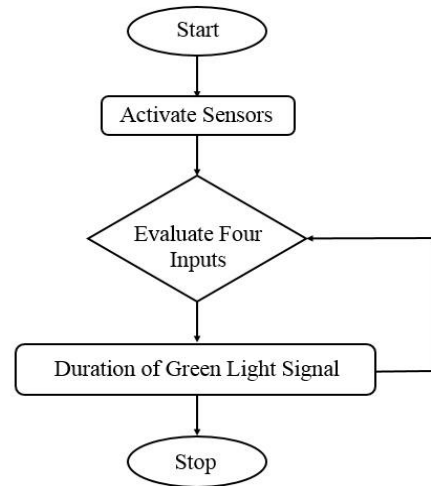 Start
Activate Sensors
Evaluate Four
Inputs
Duration of Green Light Signal
Stop